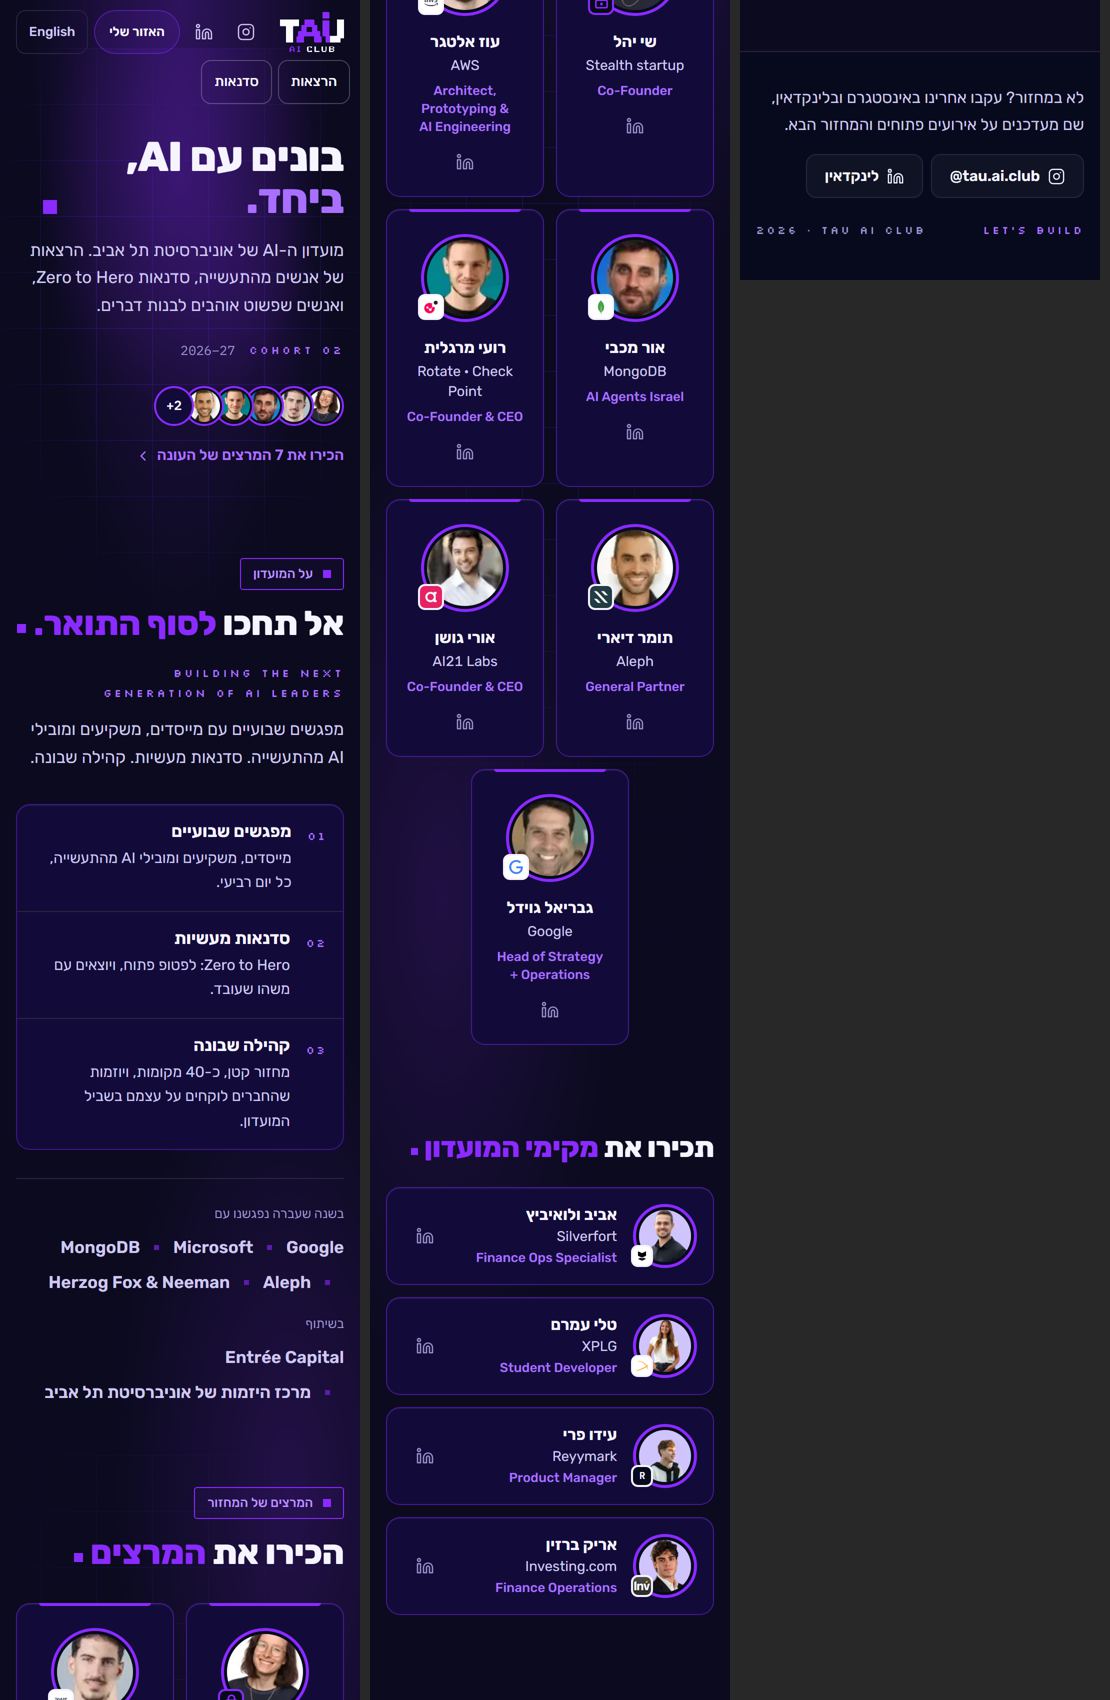 TAU
AI CLUB
האזור שלי
English
הרצאות
סדנאות
בונים עם AI,
ביחד.
מועדון ה-AI של אוניברסיטת תל אביב. הרצאות
של אנשים מהתעשייה, סדנאות Zero to Hero,
ואנשים שפשוט אוהבים לבנות דברים.
COHORT 02 2026–27
+2
הכירו את 7 המרצים של העונה
על המועדון
אל תחכו לסוף התואר.
BUILDING THE NEXT
GENERATION OF AI LEADERS
מפגשים שבועיים עם מייסדים, משקיעים ומובילי
AI מהתעשייה. סדנאות מעשיות. קהילה שבונה.
01
מפגשים שבועיים
מייסדים, משקיעים ומובילי AI מהתעשייה,
כל יום רביעי.
02
סדנאות מעשיות
Zero to Hero: לפטופ פתוח, ויוצאים עם
משהו שעובד.
03
קהילה שבונה
מחזור קטן, כ-40 מקומות, ויוזמות
שהחברים לוקחים על עצמם בשביל
המועדון.
בשנה שעברה נפגשנו עם
Google ▪ Microsoft ▪ MongoDB
▪ Aleph ▪ Herzog Fox & Neeman
בשיתוף
Entrée Capital
▪ מרכז היזמות של אוניברסיטת תל אביב
המרצים של המחזור
הכירו את המרצים
שי יהל
Stealth startup
Co-Founder
עוז אלטגר
AWS
Architect,
Prototyping &
AI Engineering
אור מכבי
MongoDB
AI Agents Israel
רועי מרגלית
Rotate • Check
Point
Co-Founder & CEO
תומר דיארי
Aleph
General Partner
אורי גושן
AI21 Labs
Co-Founder & CEO
גבריאל גוידל
Google
Head of Strategy
+ Operations
תכירו את מקימי המועדון
אביב ולואיביץ
Silverfort
Finance Ops Specialist
טלי עמרם
XPLG
Student Developer
עידו פרי
Reyymark
Product Manager
R
אריק ברזין
Investing.com
Finance Operations
Inv
לא במחזור? עקבו אחרינו באינסטגרם ובלינקדאין,
שם מעדכנים על אירועים פתוחים והמחזור הבא.
@tau.ai.club
לינקדאין
LET'S BUILD
2026 · TAU AI CLUB